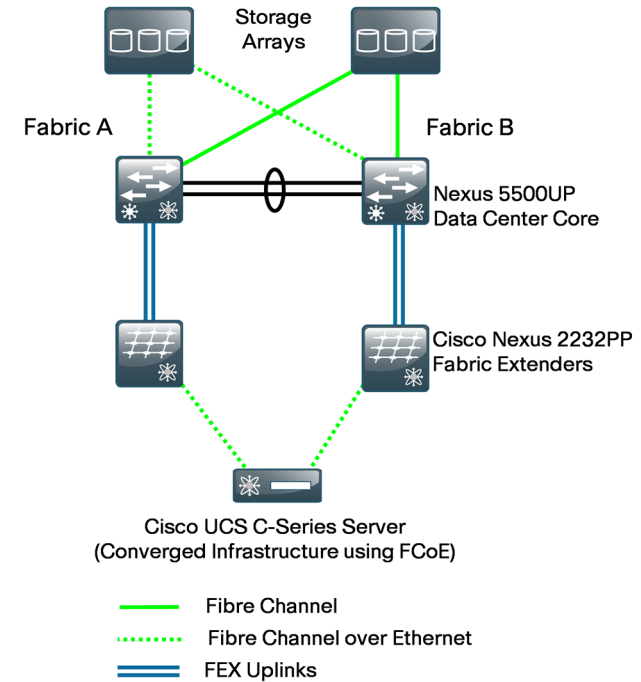 Storage
Arrays
Fabric A
Fabric B
Nexus 5500UP
Data Center Core
Cisco Nexus 2232PP
Fabric Extenders
Cisco UCS C-Series Server
(Converged Infrastructure using FCoE)
Fibre Channel
Fibre Channel over Ethernet
FEX Uplinks